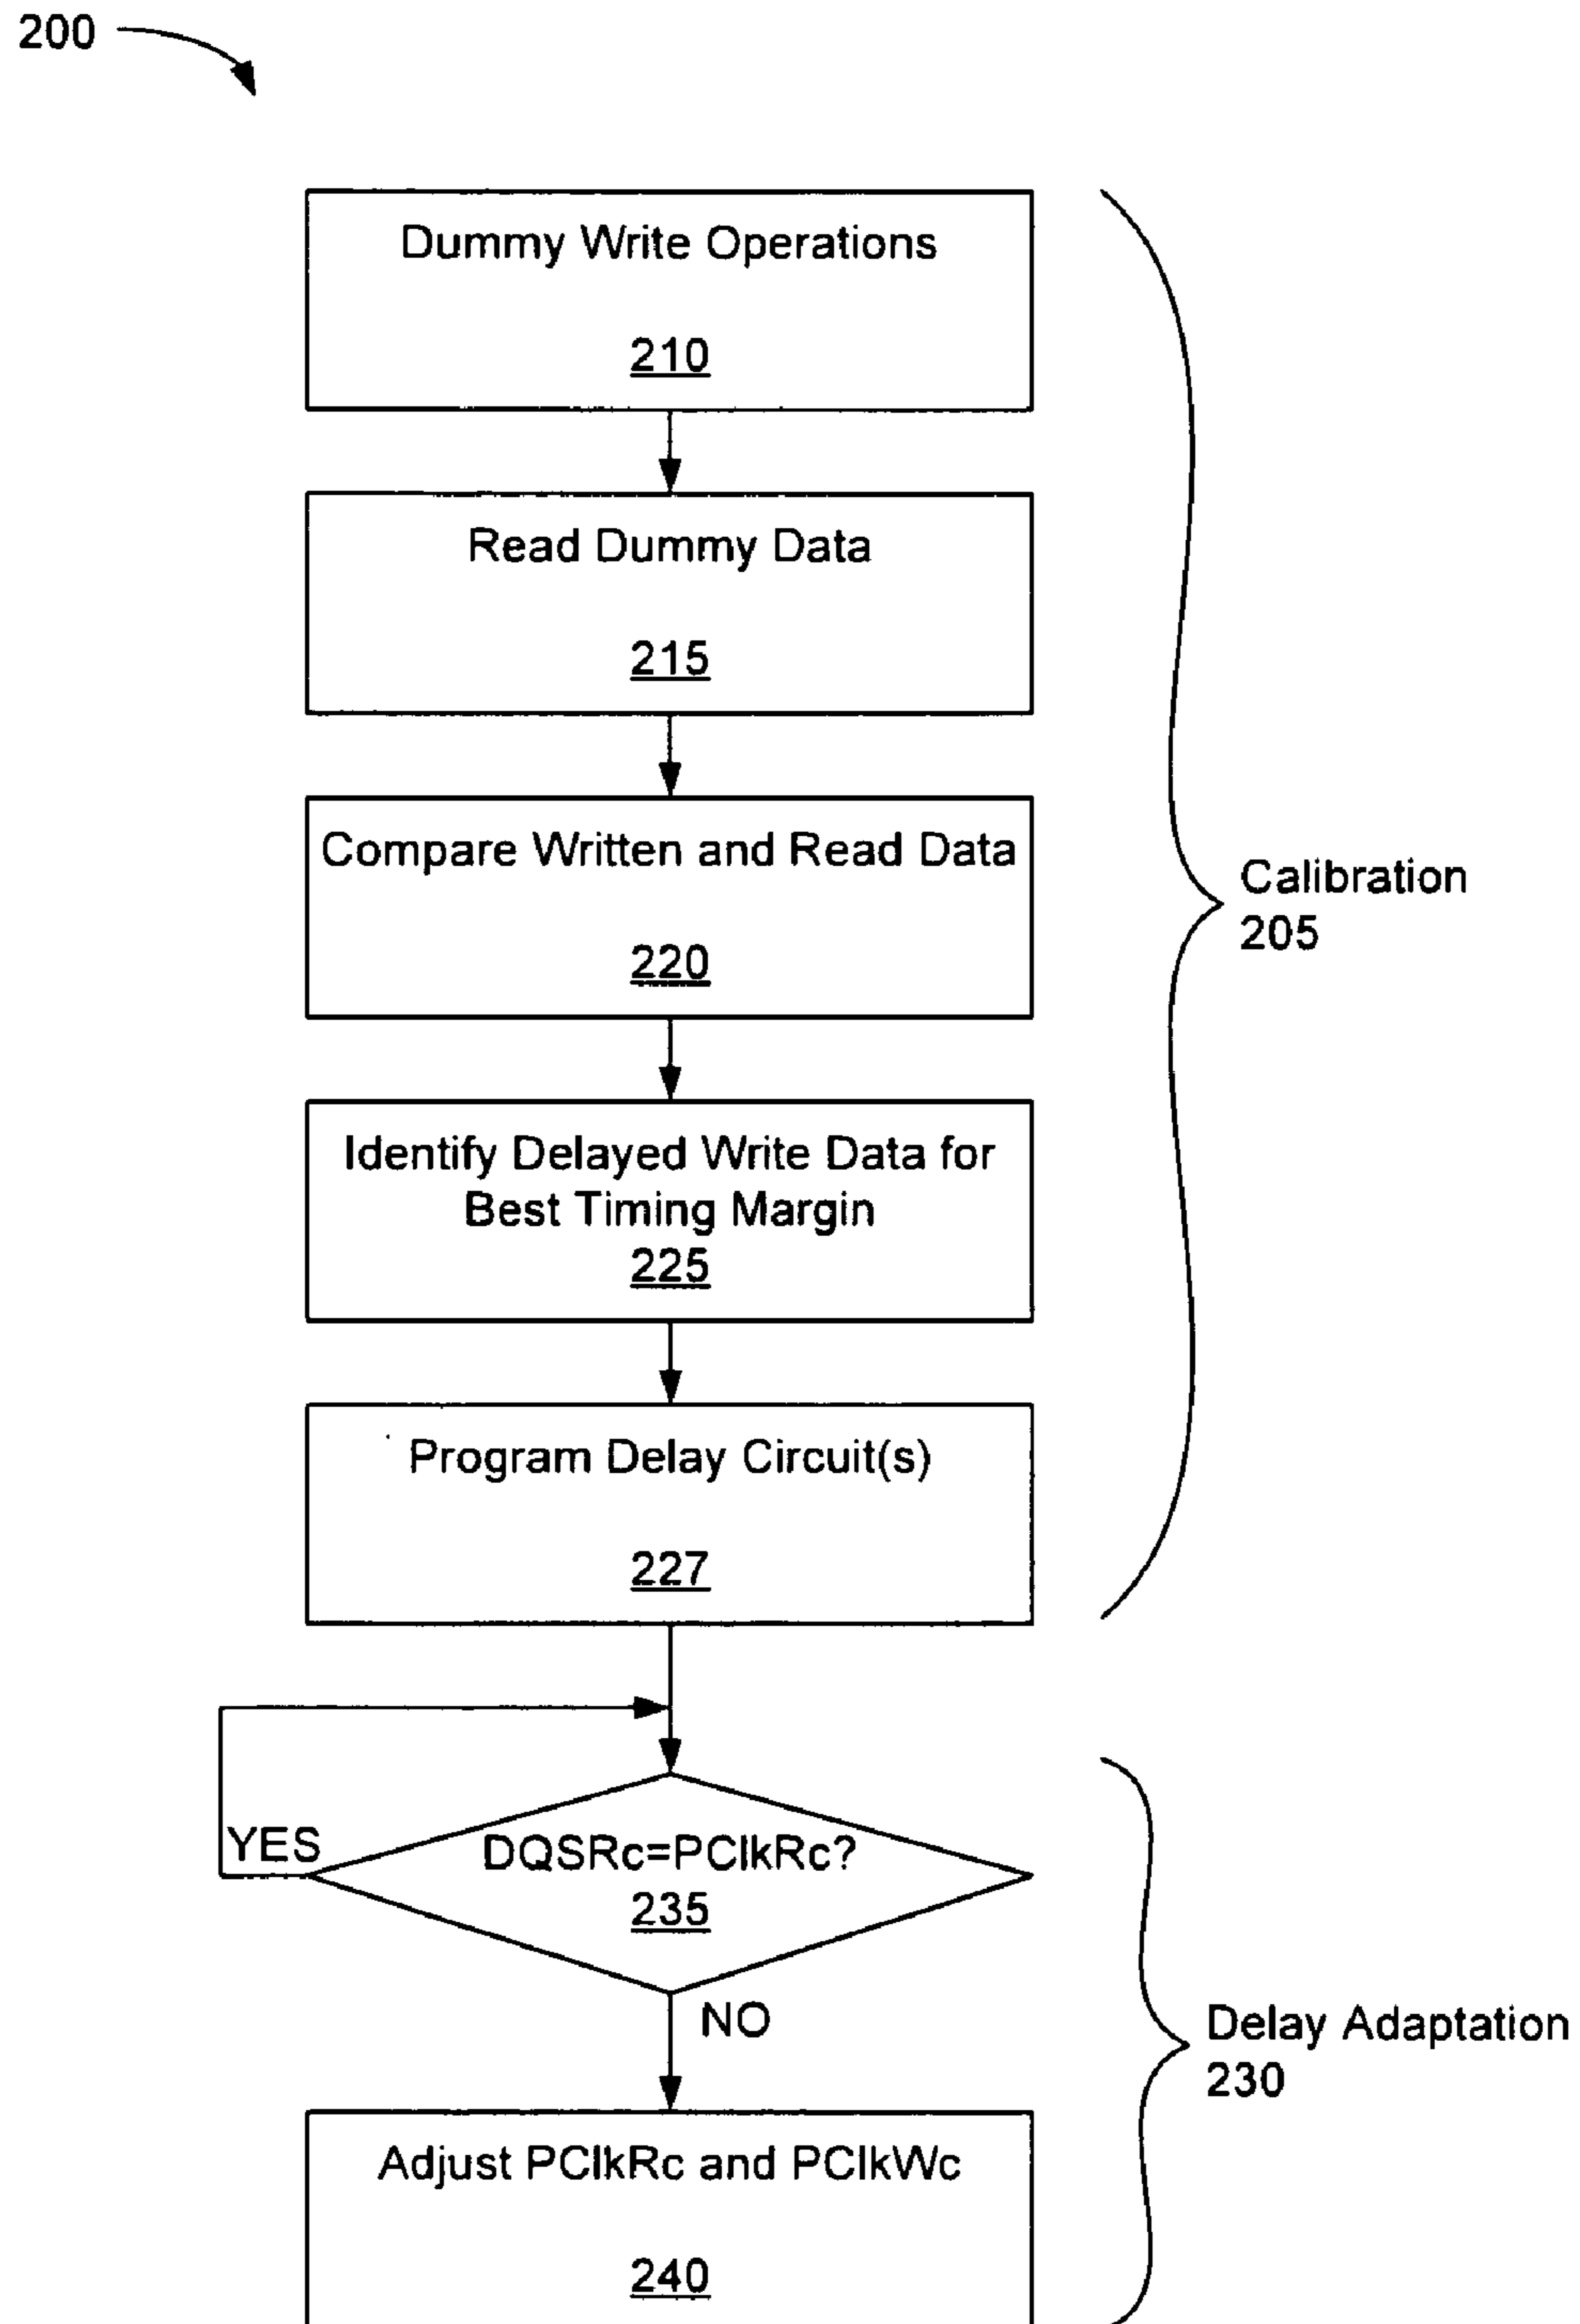 200
Dummy Write Operations
210
Read Dummy Data
215
Compare Written and Read Data
220
Calibration
205
Identify Delayed Write Data for
Best Timing Margin
225
Program Delay Circuit(s)
227
YES
DQSRc=PClkRc?
235
NO
Delay Adaptation
230
Adjust PClkRc and PClkWc
240